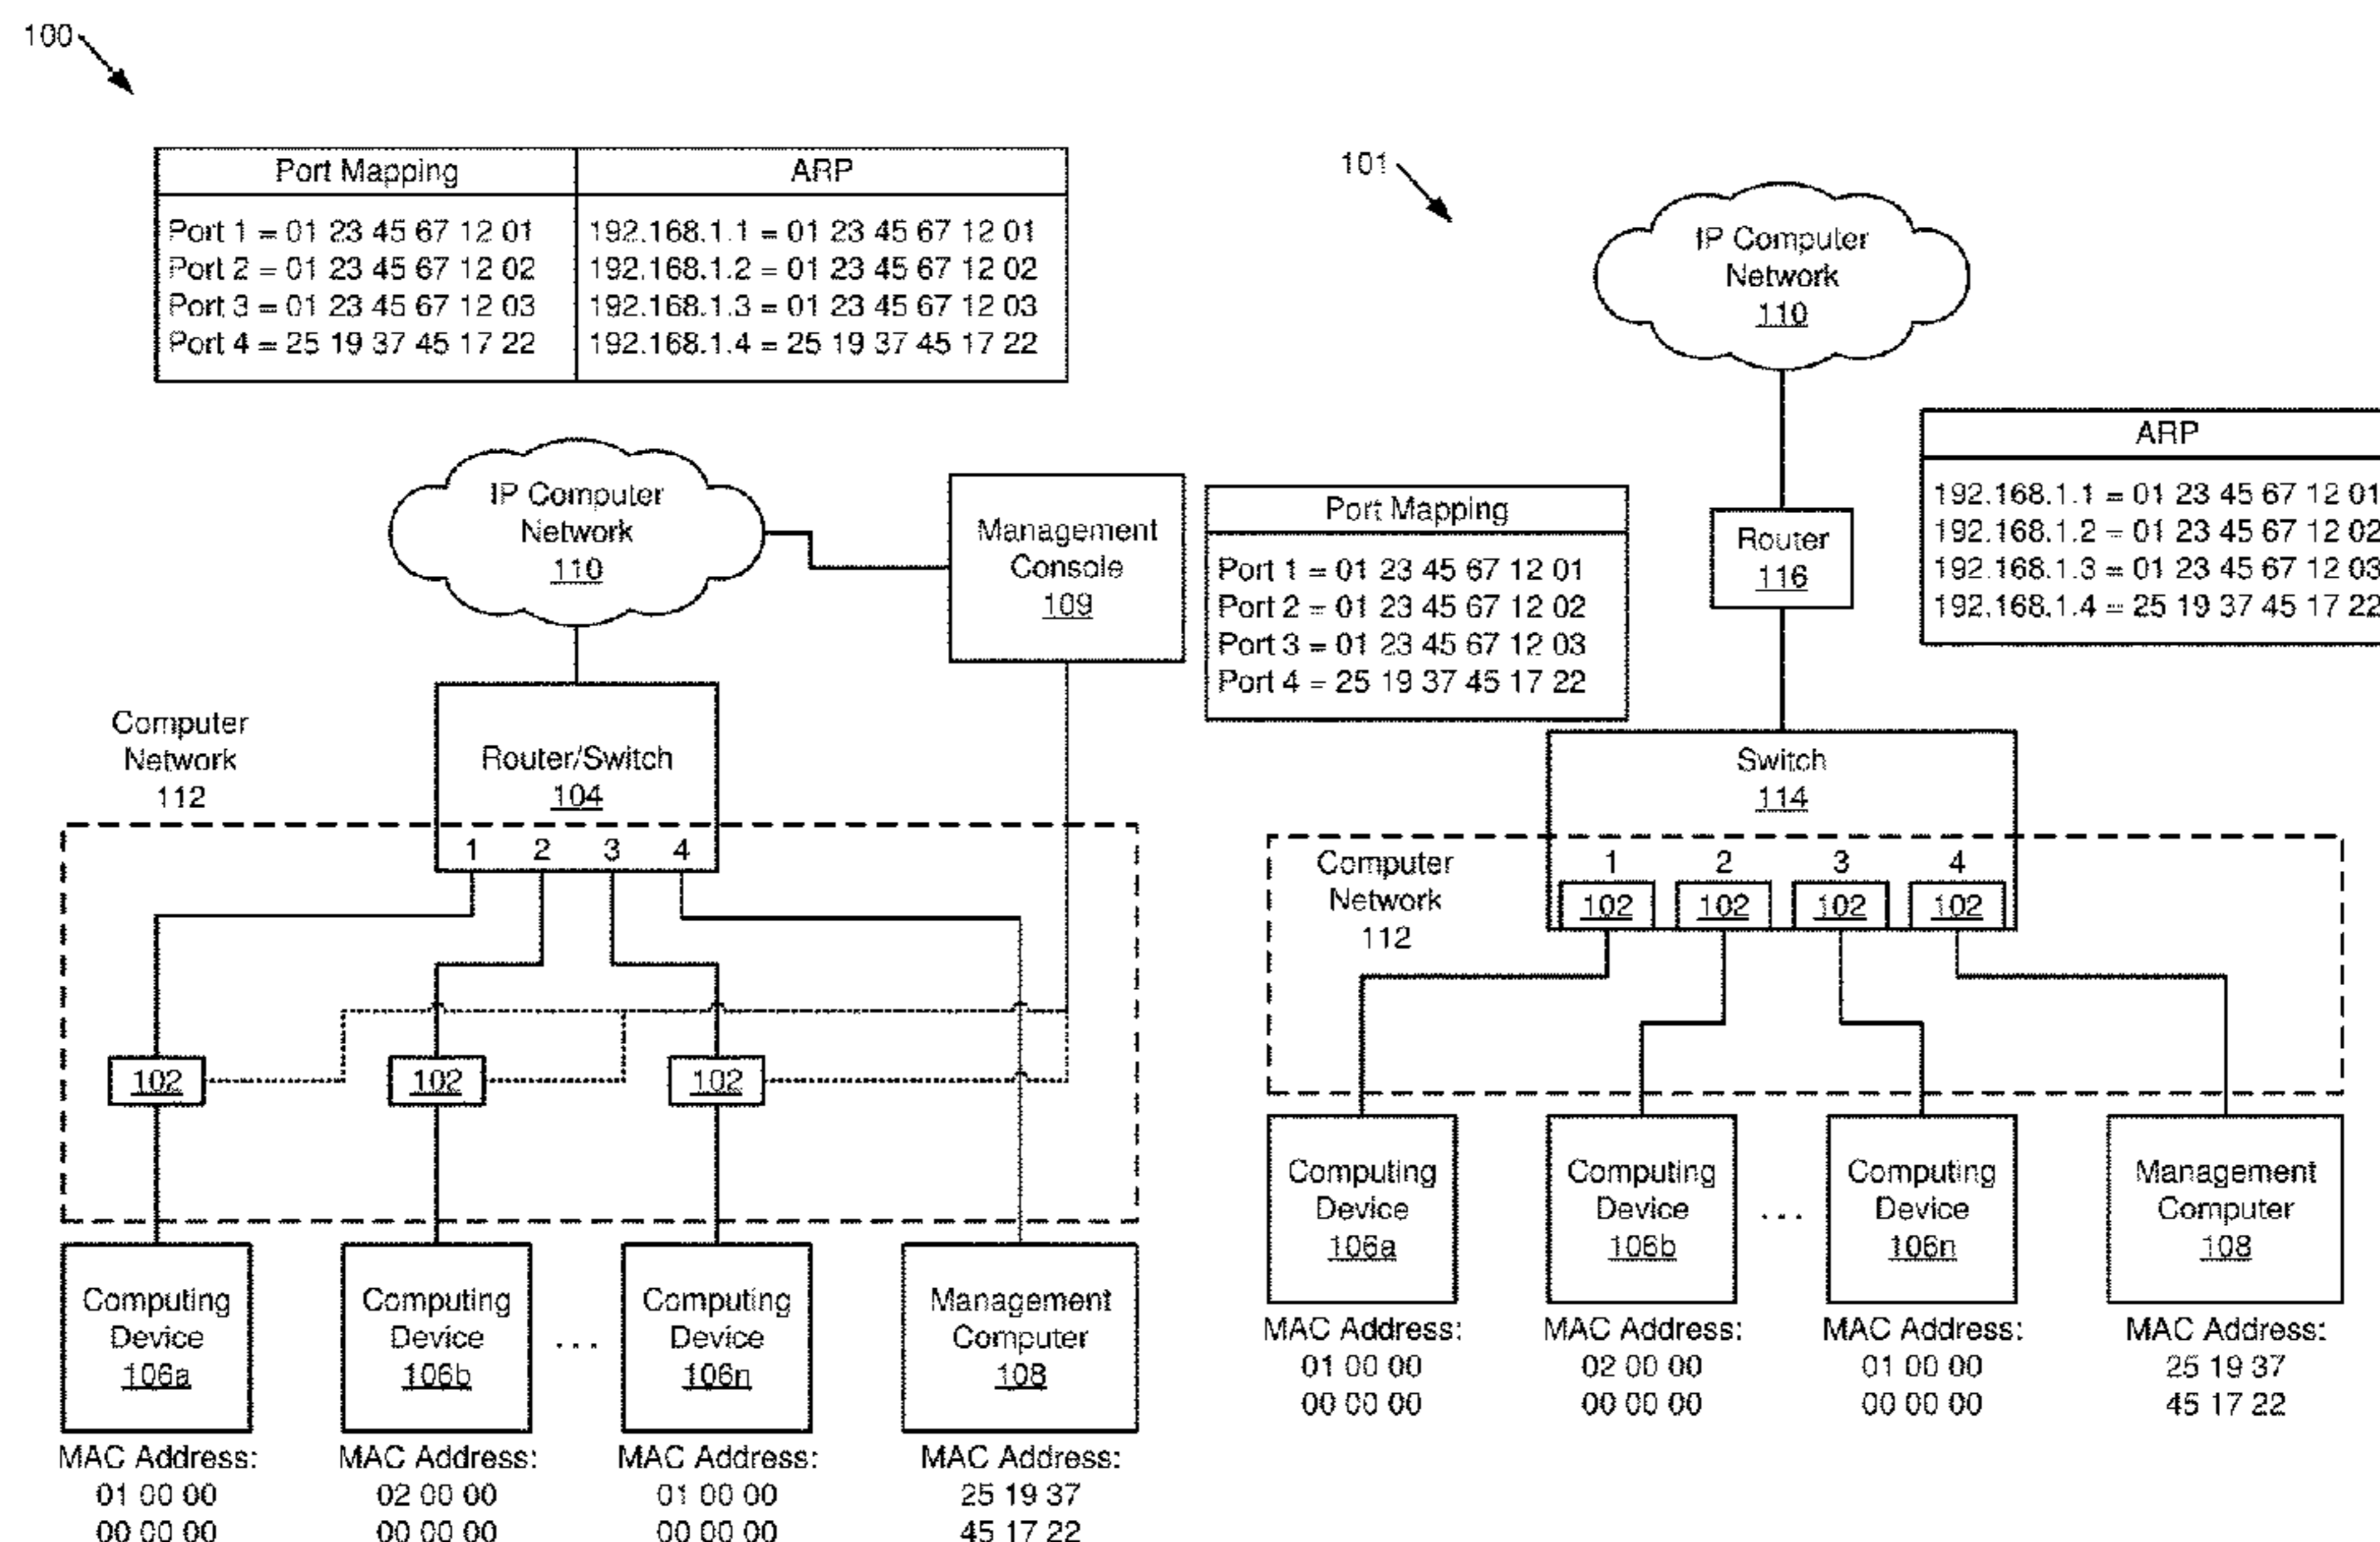 100
Port Mapping
ARP
Port 1 = 01 23 45 67 12 01
Port 2 = 01 23 45 67 12 02
Port 3 = 01 23 45 67 12 03
Port 4 = 25 19 37 45 17 22
192.168.1.1 = 01 23 45 67 12 01
192.168.1.2 = 01 23 45 67 12 02
192.168.1.3 = 01 23 45 67 12 03
192.168.1.4 = 25 19 37 45 17 22
IP Computer
Network
110
Management
Console
109
Computer
Network
112
Router/Switch
104
1 2 3 4
102
102
102
Computing
Device
106a
Computing
Device
106b
...
Computing
Device
106n
Management
Computer
108
MAC Address:
01 00 00
00 00 00
MAC Address:
02 00 00
00 00 00
MAC Address:
01 00 00
00 00 00
MAC Address:
25 19 37
45 17 22
101
IP Computer
Network
110
Router
116
ARP
192.168.1.1 = 01 23 45 67 12 01
192.168.1.2 = 01 23 45 67 12 02
192.168.1.3 = 01 23 45 67 12 03
192.168.1.4 = 25 19 37 45 17 22
Port Mapping
Port 1 = 01 23 45 67 12 01
Port 2 = 01 23 45 67 12 02
Port 3 = 01 23 45 67 12 03
Port 4 = 25 19 37 45 17 22
Switch
114
Computer
Network
112
1 2 3 4
102 102 102 102
Computing
Device
106a
Computing
Device
106b
...
Computing
Device
106n
Management
Computer
108
MAC Address:
01 00 00
00 00 00
MAC Address:
02 00 00
00 00 00
MAC Address:
01 00 00
00 00 00
MAC Address:
25 19 37
45 17 22